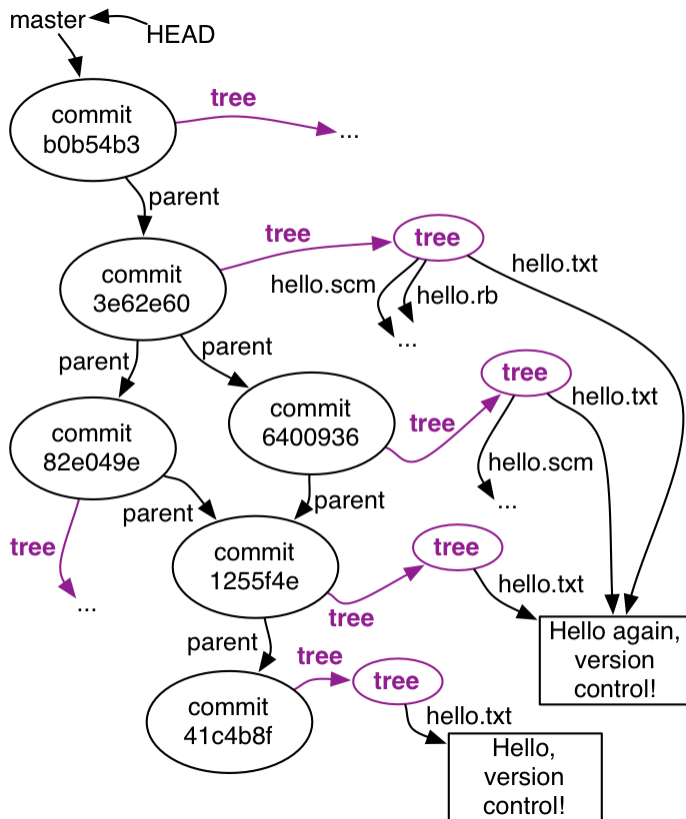 master
HEAD
commit
b0b54b3
tree
...
parent
commit
3e62e60
tree
tree
hello.scm
hello.rb
hello.txt
...
parent
parent
commit
6400936
tree
tree
hello.txt
hello.scm
...
commit
82e049e
parent
parent
tree
...
commit
1255f4e
tree
tree
hello.txt
Hello again,
version
control!
parent
commit
41c4b8f
tree
tree
hello.txt
Hello,
version
control!